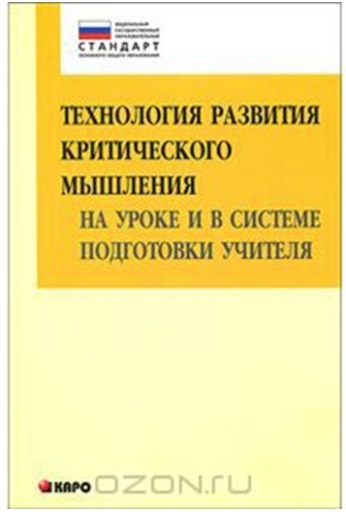 ФЕДЕРАЛЬНЫЙ
ГОСУДАРСТВЕННЫЙ
ОБРАЗОВАТЕЛЬНЫЙ
СТАНДАРТ
ОСНОВНОГО ОБЩЕГО ОБРАЗОВАНИЯ
ТЕХНОЛОГИЯ РАЗВИТИЯ
КРИТИЧЕСКОГО
МЫШЛЕНИЯ
НА УРОКЕ И В СИСТЕМЕ
ПОДГОТОВКИ УЧИТЕЛЯ
КАРО
OZON.RU